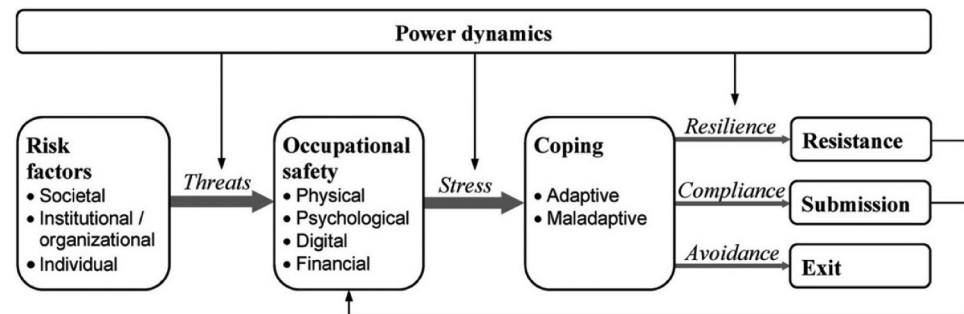 Power dynamics
Risk
factors
• Societal
• Institutional /
organizational
• Individual
Threats
Occupational
safety
• Physical
• Psychological
• Digital
• Financial
Stress
Coping
• Adaptive
• Maladaptive
Resilience
Resistance
Compliance
Submission
Avoidance
Exit